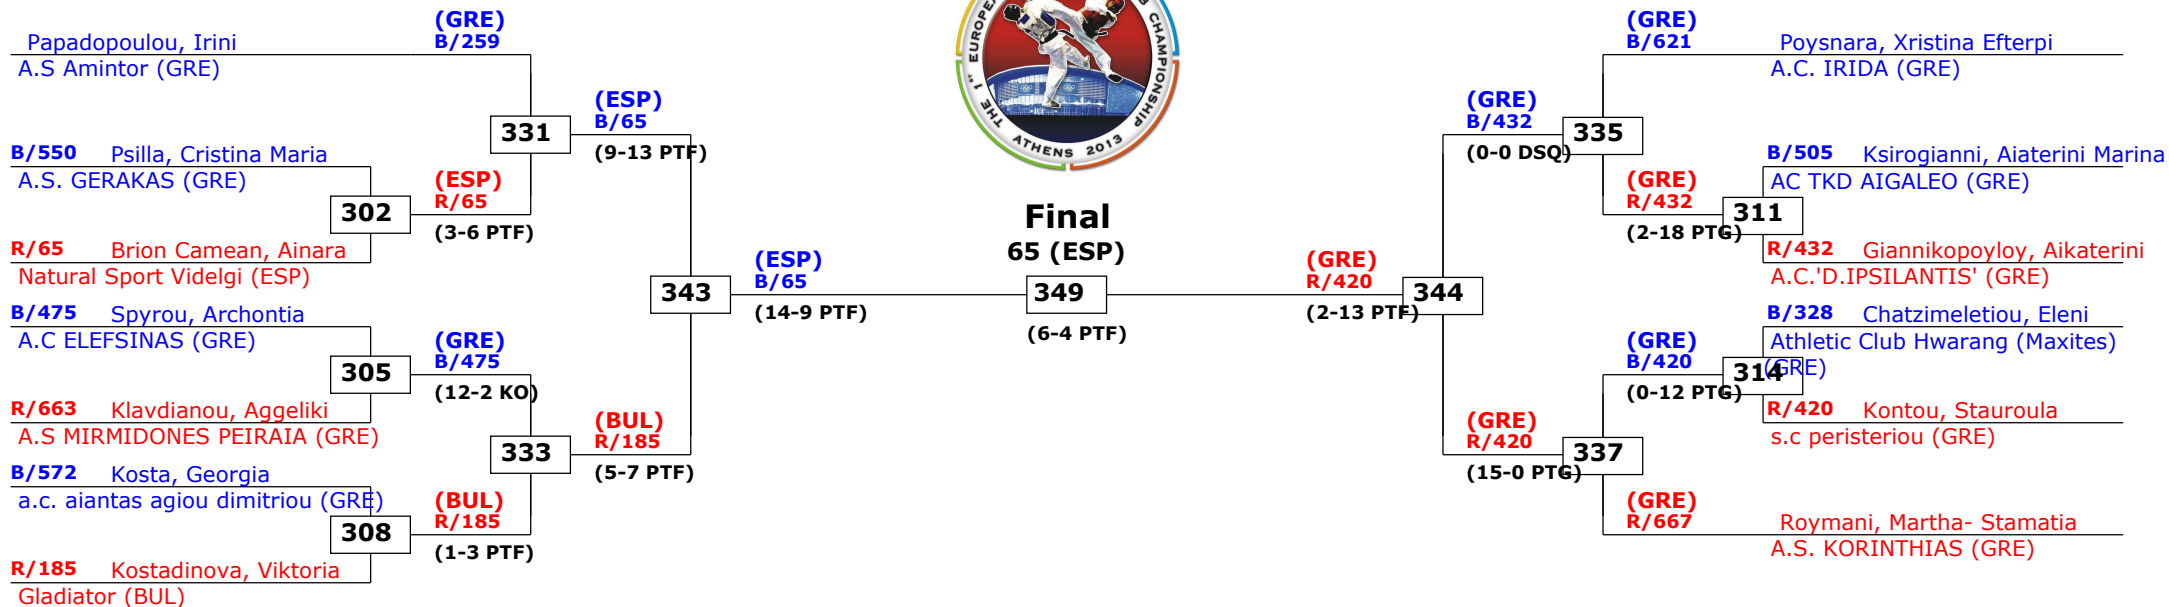 Papadopoulou, Irini
A.S Amintor (GRE)
(GRE)
B/259
B/550 Psilla, Cristina Maria
A.S. GERAKAS (GRE)
302
R/65 Brion Camean, Ainara
Natural Sport Videlgi (ESP)
(ESP)
R/65
(3-6 PTF)
331
(ESP)
B/65
(9-13 PTF)
B/475 Spyrou, Archontia
A.C ELEFSINAS (GRE)
305
R/663 Klavdianou, Aggeliki
A.S MIRMIDONES PEIRAIA (GRE)
(GRE)
B/475
(12-2 KO)
B/572 Kosta, Georgia
a.c. aiantas agiou dimitriou (GRE)
308
R/185 Kostadinova, Viktoria
Gladiator (BUL)
(BUL)
R/185
(1-3 PTF)
333
(BUL)
R/185
(5-7 PTF)
343
(ESP)
B/65
(14-9 PTF)
THE 1st EUROPEA
B CHAMPIONSHIP
ATHENS 2013
Final
65 (ESP)
349
(6-4 PTF)
(GRE)
R/420
(2-13 PTF)
344
(GRE)
B/432
(0-0 DSQ)
335
(GRE)
B/621
Poysnara, Xristina Efterpi
A.C. IRIDA (GRE)
(GRE)
R/432
(2-18 PTG)
311
B/505 Ksirogianni, Aiaterini Marina
AC TKD AIGALEO (GRE)
R/432 Giannikopoyloy, Aikaterini
A.C.'D.IPSILANTIS' (GRE)
(GRE)
R/420
(15-0 PTG)
337
(GRE)
B/420
(0-12 PTG)
314
B/328 Chatzimeletiou, Eleni
Athletic Club Hwarang (Maxites)
(GRE)
R/420 Kontou, Stauroula
s.c peristeriou (GRE)
(GRE)
R/667
Roymani, Martha- Stamatia
A.S. KORINTHIAS (GRE)